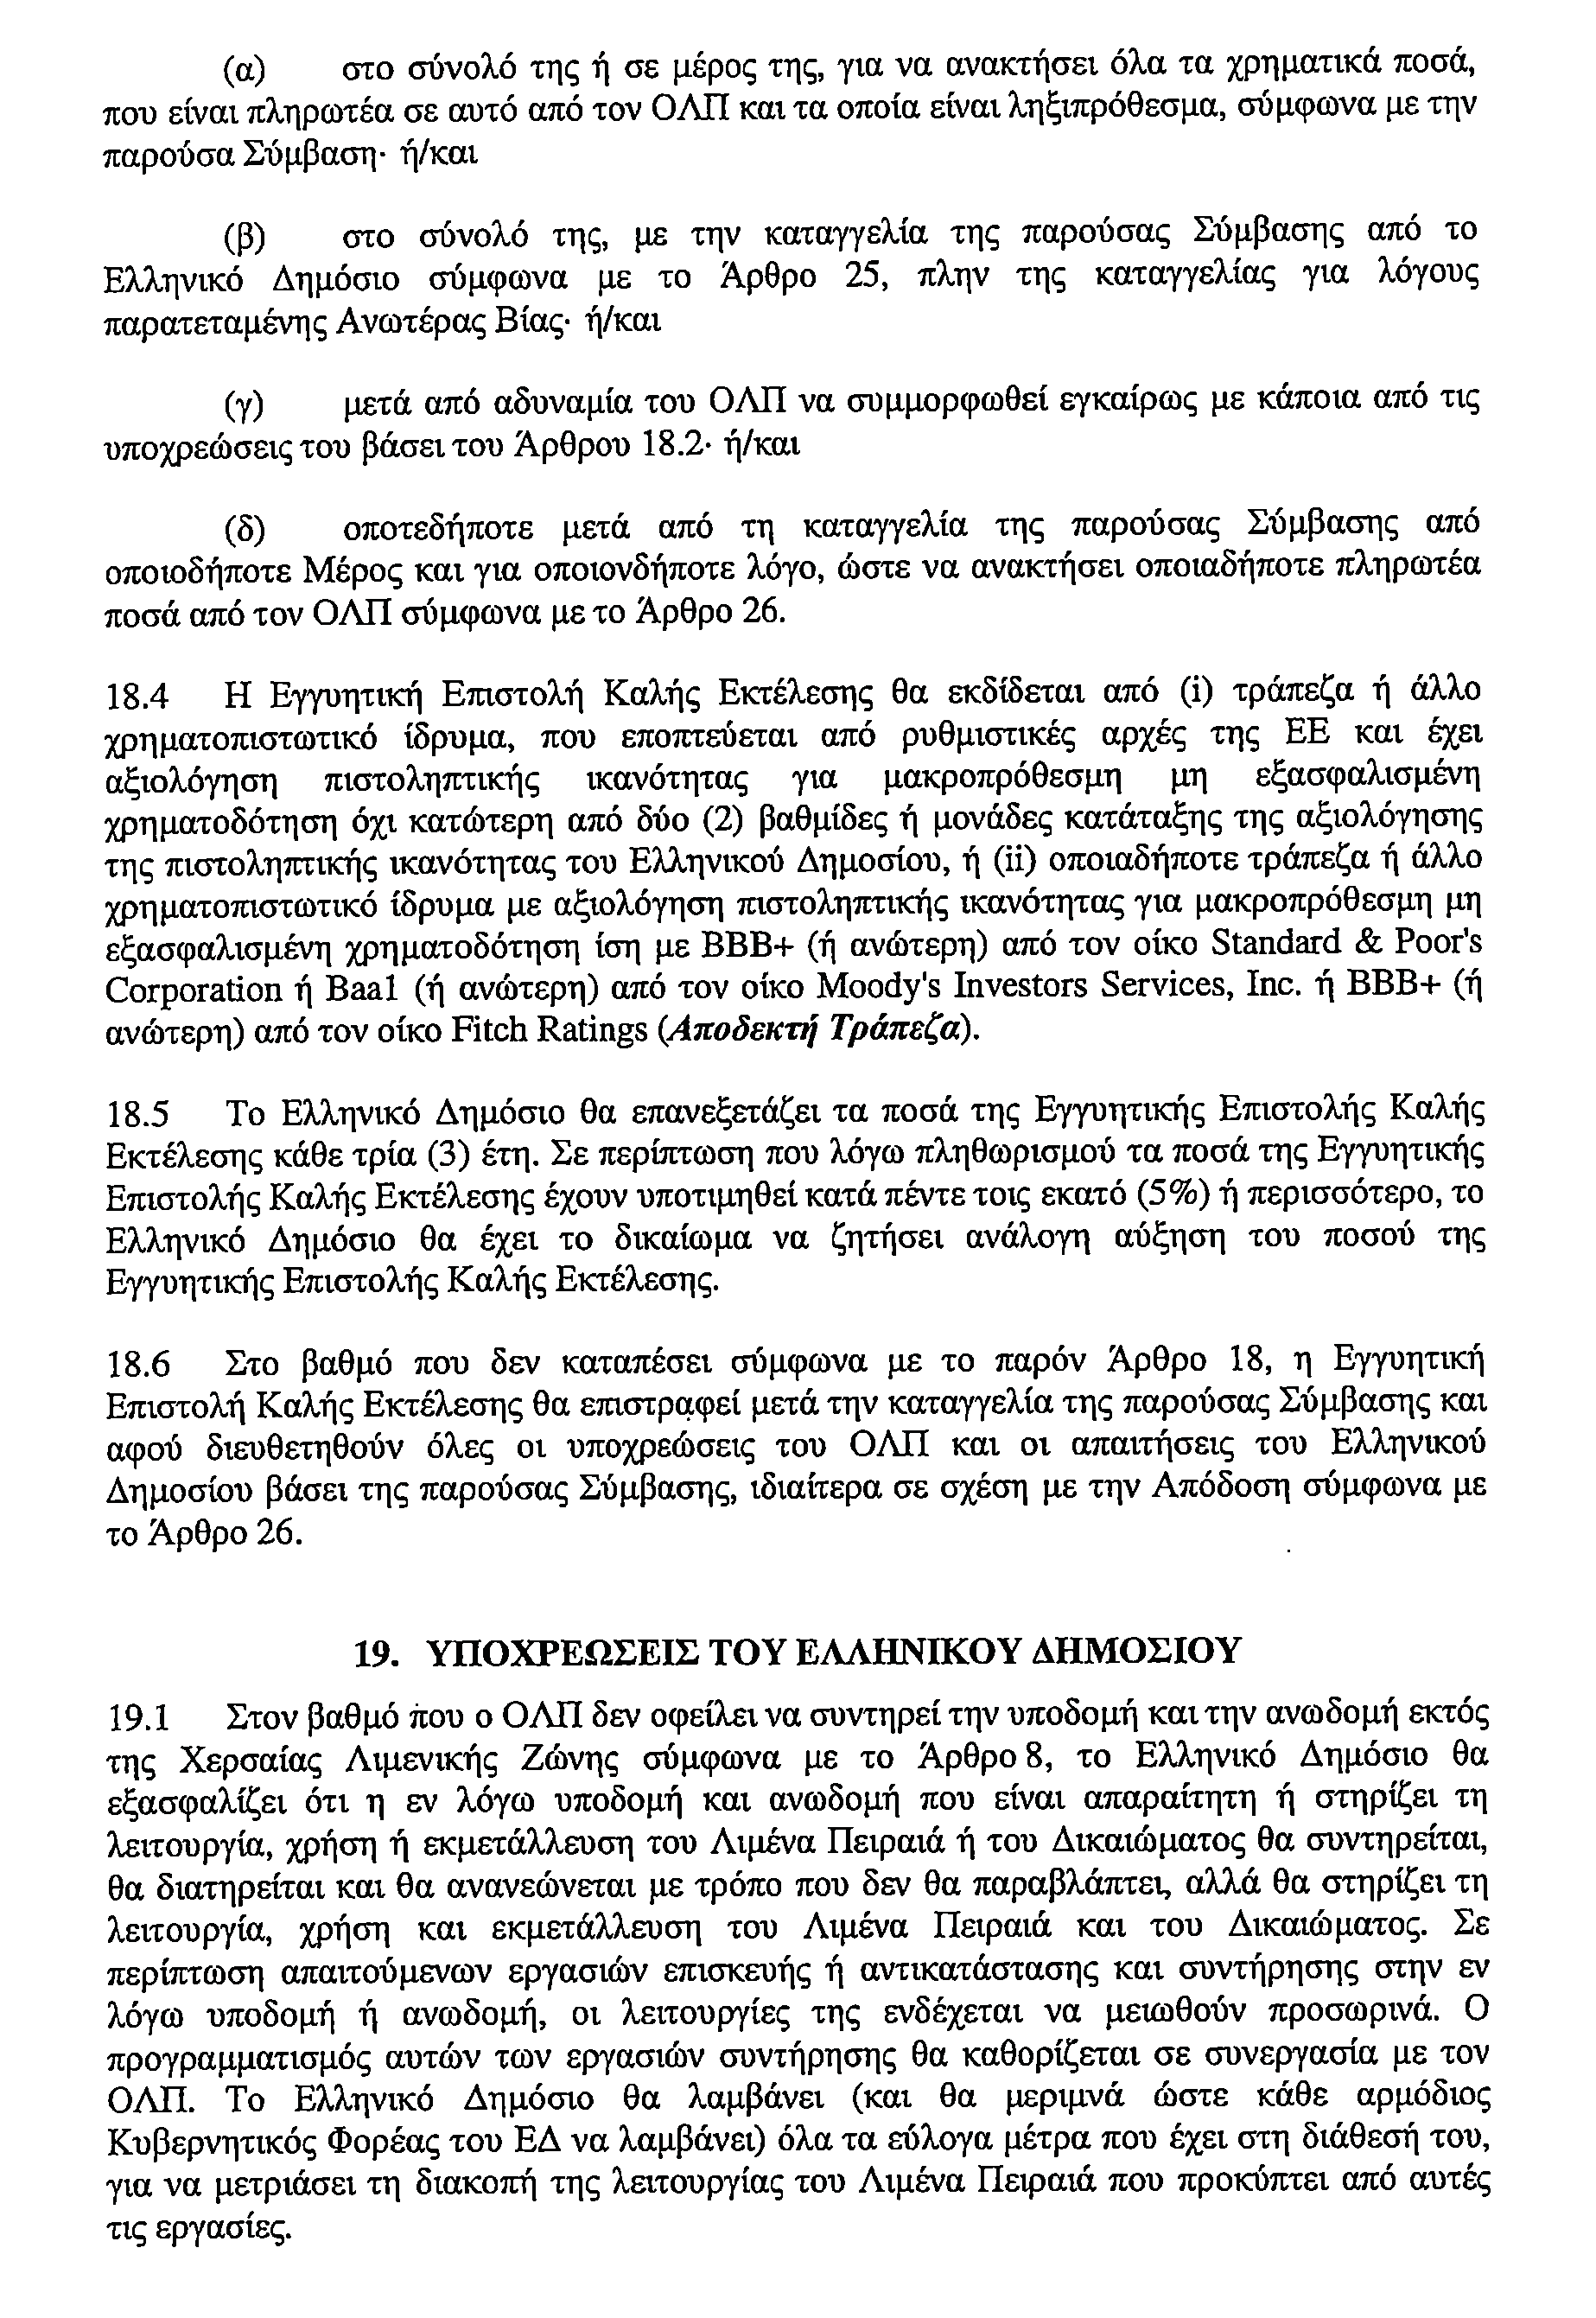 (α) στο σύνολό της ή σε μέρος της, για να ανακτήσει όλα τα χρηματικά ποσά,
που είναι πληρωτέα σε αυτό από τον ΟΛΠ και τα οποία είναι ληξιπρόθεσμα, σύμφωνα με την
παρούσα Σύμβαση· ή/και
(β) στο σύνολό της, με την καταγγελία της παρούσας Σύμβασης από το
Ελληνικό Δημόσιο σύμφωνα με το Άρθρο 25, πλην της καταγγελίας για λόγους
παρατεταμένης Ανωτέρας Βίας· ή/και
(γ) μετά από αδυναμία του ΟΛΠ να συμμορφωθεί εγκαίρως με κάποια από τις
υποχρεώσεις του βάσει του Άρθρου 18.2· ή/και
(δ) οποτεδήποτε μετά από τη καταγγελία της παρούσας Σύμβασης από
οποιοδήποτε Μέρος και για οποιονδήποτε λόγο, ώστε να ανακτήσει οποιαδήποτε πληρωτέα
ποσά από τον ΟΛΠ σύμφωνα με το Άρθρο 26.
18.4 Η Εγγυητική Επιστολή Καλής Εκτέλεσης θα εκδίδεται από (i) τράπεζα ή άλλο
χρηματοπιστωτικό ίδρυμα, που εποπτεύεται από ρυθμιστικές αρχές της ΕΕ και έχει
αξιολόγηση πιστοληπτικής ικανότητας για μακροπρόθεσμη μη εξασφαλισμένη
χρηματοδότηση όχι κατώτερη από δύο (2) βαθμίδες ή μονάδες κατάταξης της αξιολόγησης
της πιστοληπτικής ικανότητας του Ελληνικού Δημοσίου, ή (ii) οποιαδήποτε τράπεζα ή άλλο
χρηματοπιστωτικό ίδρυμα με αξιολόγηση πιστοληπτικής ικανότητας για μακροπρόθεσμη μη
εξασφαλισμένη χρηματοδότηση ίση με BBB+ (ή ανώτερη) από τον οίκο Standard & Poor's
Corporation ή Baa1 (ή ανώτερη) από τον οίκο Moody's Investors Services, Inc. ή BBB+ (ή
ανώτερη) από τον οίκο Fitch Ratings (Αποδεκτή Τράπεζα).
18.5 Το Ελληνικό Δημόσιο θα επανεξετάζει τα ποσά της Εγγυητικής Επιστολής Καλής
Εκτέλεσης κάθε τρία (3) έτη. Σε περίπτωση που λόγω πληθωρισμού τα ποσά της Εγγυητικής
Επιστολής Καλής Εκτέλεσης έχουν υποτιμηθεί κατά πέντε τοις εκατό (5%) ή περισσότερο, το
Ελληνικό Δημόσιο θα έχει το δικαίωμα να ζητήσει ανάλογη αύξηση του ποσού της
Εγγυητικής Επιστολής Καλής Εκτέλεσης.
18.6 Στο βαθμό που δεν καταπέσει σύμφωνα με το παρόν Άρθρο 18, η Εγγυητική
Επιστολή Καλής Εκτέλεσης θα επιστραφεί μετά την καταγγελία της παρούσας Σύμβασης και
αφού διευθετηθούν όλες οι υποχρεώσεις του ΟΛΠ και οι απαιτήσεις του Ελληνικού
Δημοσίου βάσει της παρούσας Σύμβασης, ιδιαίτερα σε σχέση με την Απόδοση σύμφωνα με
το Άρθρο 26.
19. ΥΠΟΧΡΕΩΣΕΙΣ ΤΟΥ ΕΛΛΗΝΙΚΟΥ ΔΗΜΟΣΙΟΥ
19.1 Στον βαθμό που ο ΟΛΠ δεν οφείλει να συντηρεί την υποδομή και την ανωδομή εκτός
της Χερσαίας Λιμενικής Ζώνης σύμφωνα με το Άρθρο 8, το Ελληνικό Δημόσιο θα
εξασφαλίζει ότι η εν λόγω υποδομή και ανωδομή που είναι απαραίτητη ή στηρίζει τη
λειτουργία, χρήση ή εκμετάλλευση του Λιμένα Πειραιά ή του Δικαιώματος θα συντηρείται,
θα διατηρείται και θα ανανεώνεται με τρόπο που δεν θα παραβλάπτει, αλλά θα στηρίζει τη
λειτουργία, χρήση και εκμετάλλευση του Λιμένα Πειραιά και του Δικαιώματος. Σε
περίπτωση απαιτούμενων εργασιών επισκευής ή αντικατάστασης και συντήρησης στην εν
λόγω υποδομή ή ανωδομή, οι λειτουργίες της ενδέχεται να μειωθούν προσωρινά. Ο
προγραμματισμός αυτών των εργασιών συντήρησης θα καθορίζεται σε συνεργασία με τον
ΟΛΠ. Το Ελληνικό Δημόσιο θα λαμβάνει (και θα μεριμνά ώστε κάθε αρμόδιος
Κυβερνητικός Φορέας του ΕΔ να λαμβάνει) όλα τα εύλογα μέτρα που έχει στη διάθεσή του,
για να μετριάσει τη διακοπή της λειτουργίας του Λιμένα Πειραιά που προκύπτει από αυτές
τις εργασίες.